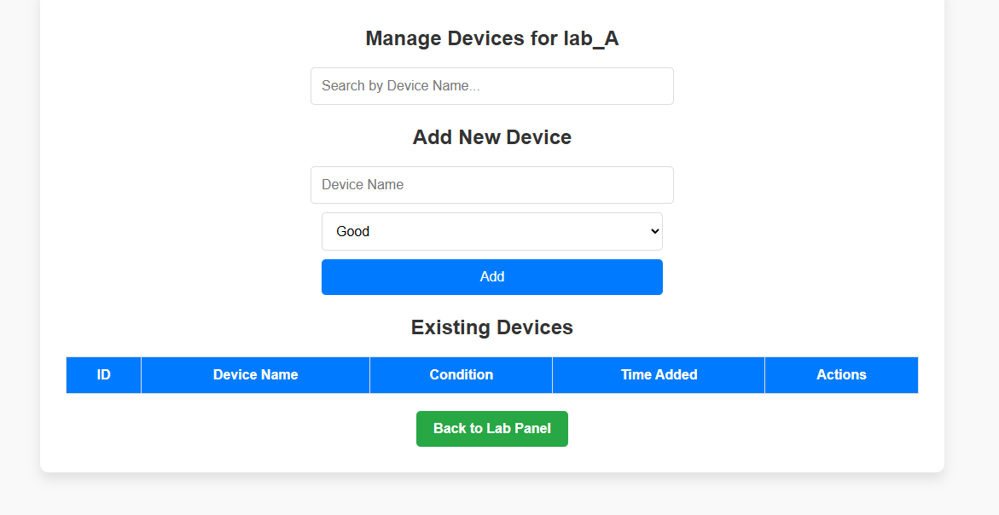 Manage Devices for lab_A
Search by Device Name...
Add New Device
Device Name
Good
Add
Existing Devices
ID Device Name Condition Time Added Actions
Back to Lab Panel